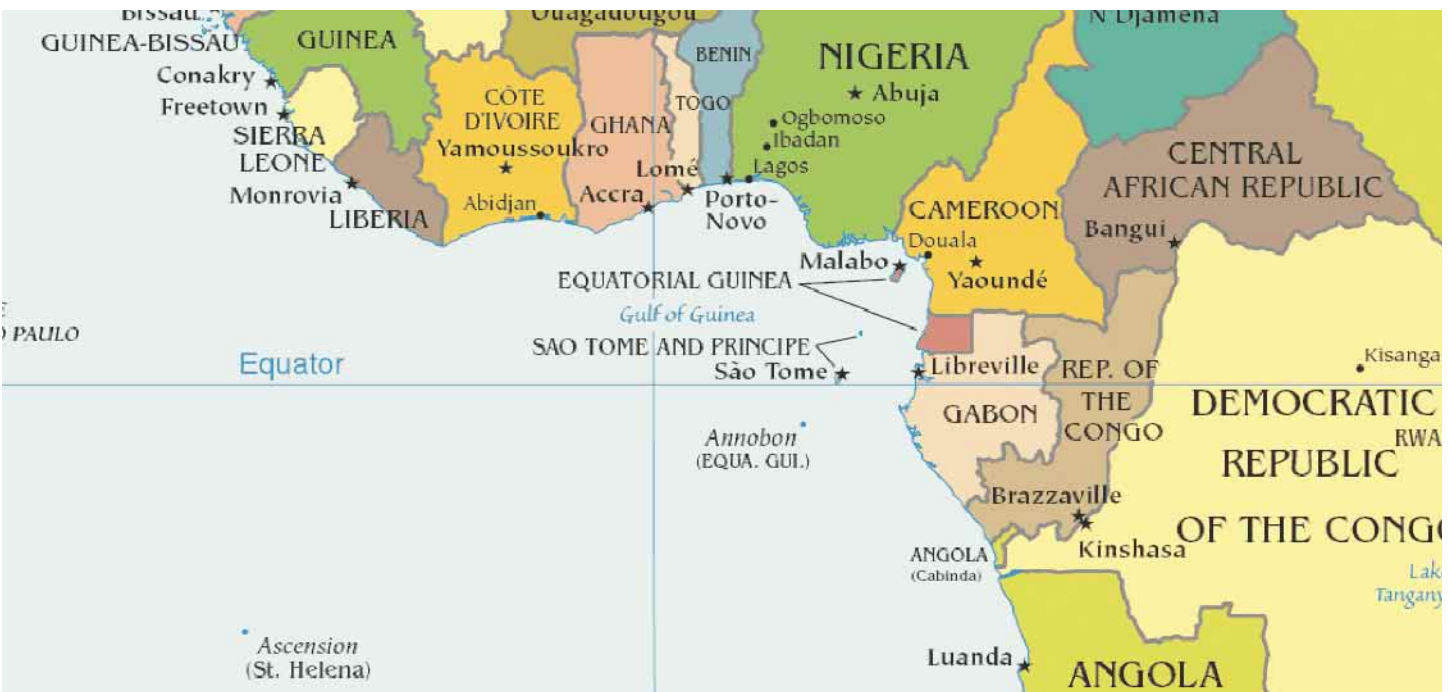 Bissau
GUINEA-BISSAU
GUINEA
Conakry
Freetown
SIERRA
LEONE
Monrovia
LIBERIA
CÔTE
D'IVOIRE
Yamoussoukro
Abidjan
Ouagadougou
GHANA
Accra
TOGO
Lomé
BENIN
Porto-
Novo
NIGERIA
Abuja
Ogbomoso
Ibadan
Lagos
N'Djamena
CENTRAL
AFRICAN REPUBLIC
Bangui
CAMEROON
Douala
Yaoundé
Malabo
EQUATORIAL GUINEA
Gulf of Guinea
SAO TOME AND PRINCIPE
São Tome
PAULO
Equator
Libreville
GABON
REP. OF
THE
CONGO
Brazzaville
Kisanga
DEMOCRATIC
RWA
REPUBLIC
OF THE CONG
Kinshasa
Annobon
(EQUA. GUI.)
ANGOLA
(Cabinda)
Lak
Tangany
Ascension
(St. Helena)
Luanda
ANGOLA